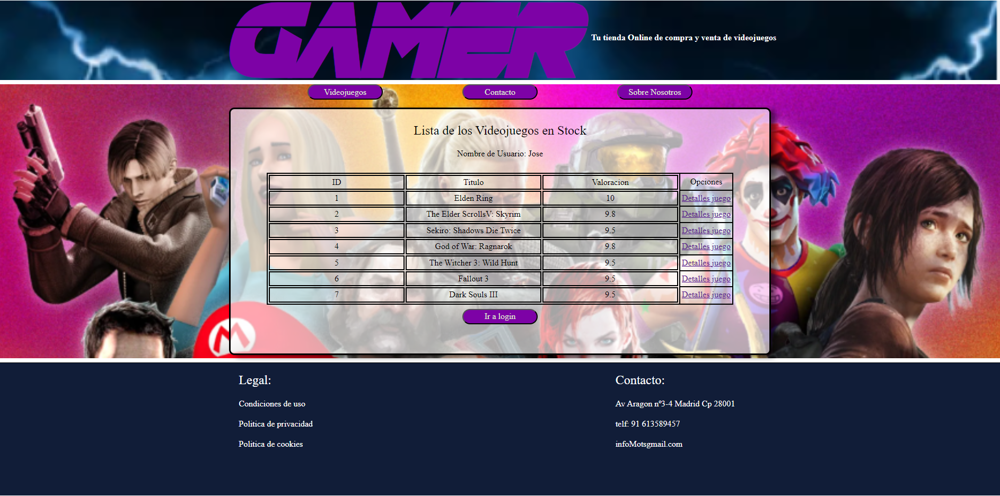 GAMER
Tu tienda Online de compra y venta de videojuegos
Videojuegos Contacto Sobre Nosotros
Lista de los Videojuegos en Stock
Nombre de Usuario: Jose
ID Titulo Valoracion Opciones
1 Elden Ring 10 Detalles juego
2 The Elder ScrollsV: Skyrim 9.8 Detalles juego
3 Sekiro: Shadows Die Twice 9.5 Detalles juego
4 God of War: Ragnarok 9.8 Detalles juego
5 The Witcher 3: Wild Hunt 9.5 Detalles juego
6 Fallout 3 9.5 Detalles juego
7 Dark Souls III 9.5 Detalles juego
Ir a login
M
Legal:
Condiciones de uso
Politica de privacidad
Politica de cookies
Contacto:
Av Aragon nº3-4 Madrid Cp 28001
telf: 91 613589457
infoMotsgmail.com